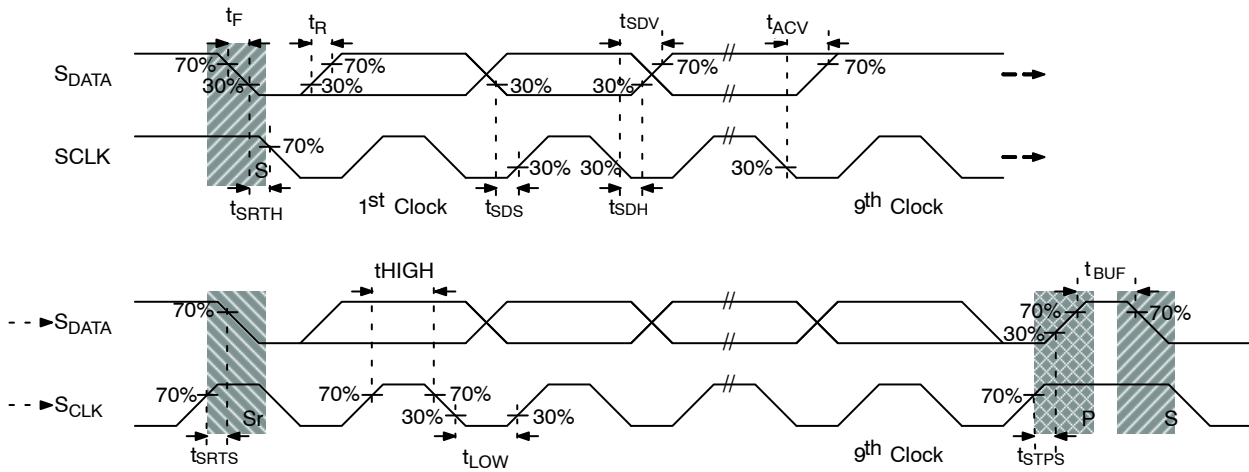 tF tR tSDV tACV
SDATA 70% 30% 70% 30% 30% 30% 70% 70%
SCLK S 70% 30% 30% 30%
tSRTH 1st Clock tSDS tSDH 9th Clock
tHIGH tBUF
SDATA 70% 70% 30% 70%
SCLK 70% Sr 70% 70% 30% 30% 70% P S
tSRTS tLOW 9th Clock tSTPS